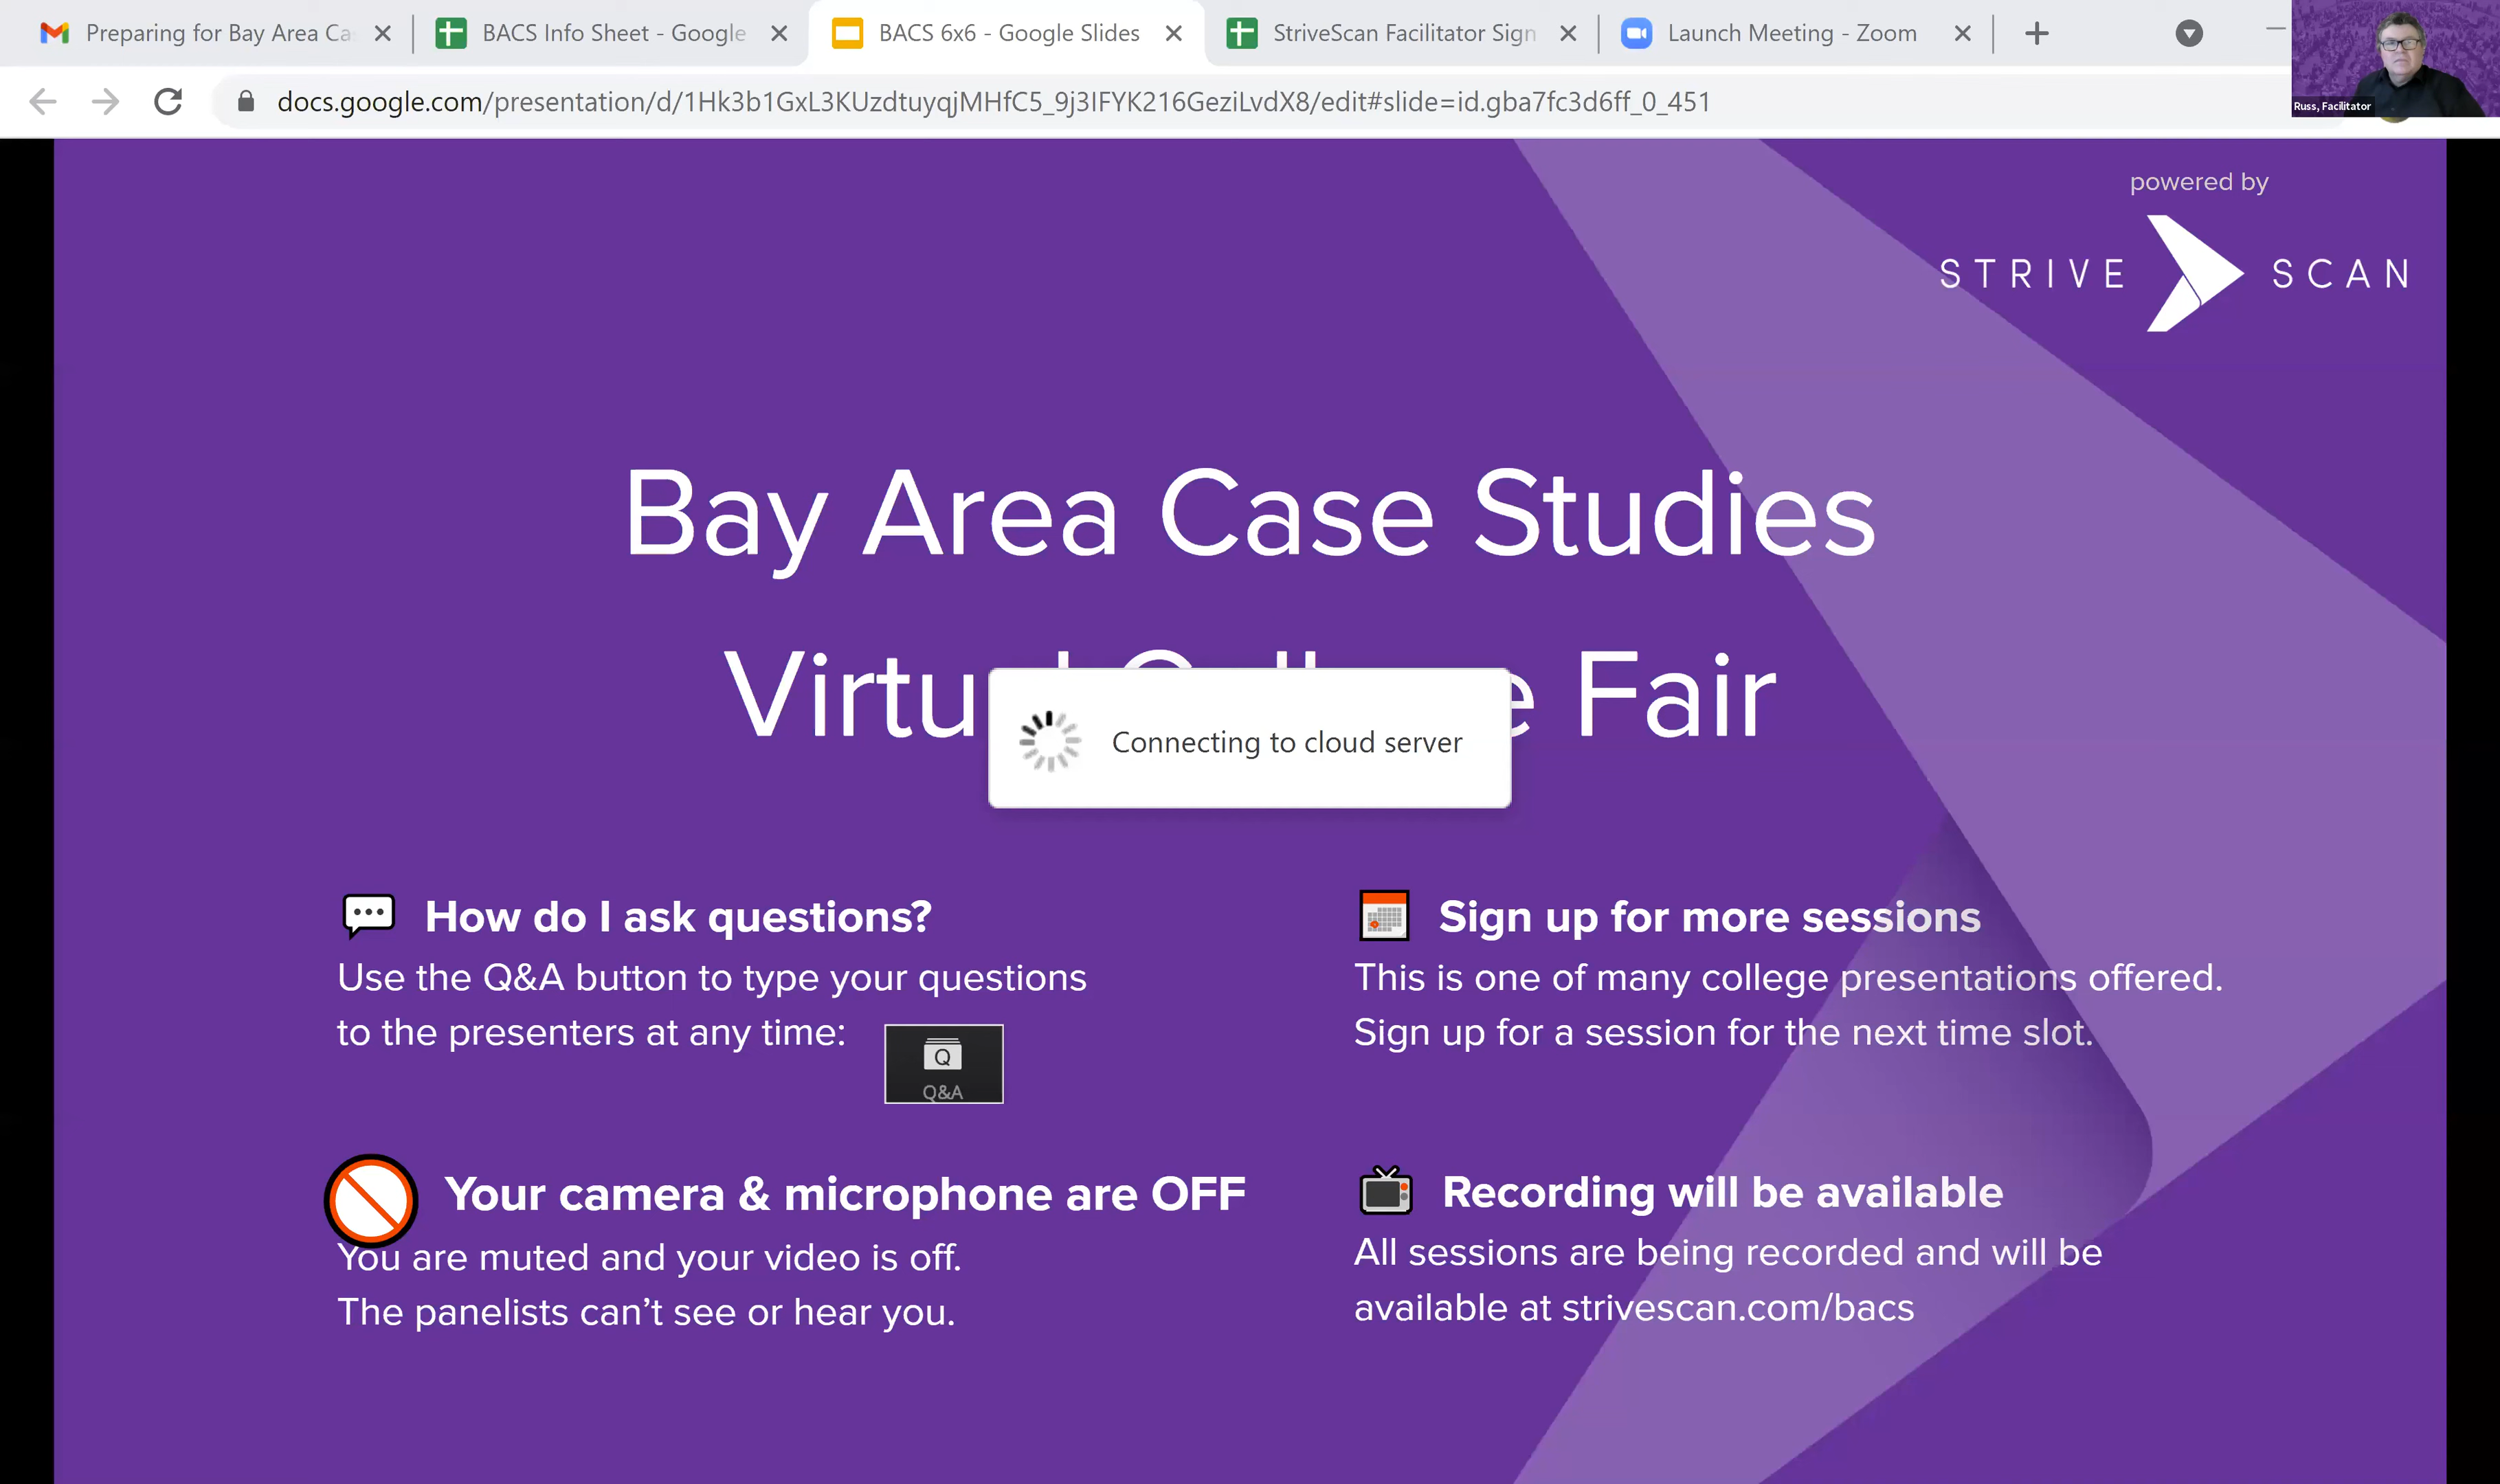 Preparing for Bay Area Ca
BACS Info Sheet - Google
BACS 6x6 - Google Slides
StriveScan Facilitator Sign
Launch Meeting - Zoom
docs.google.com/presentation/d/1Hk3b1GxL3KUzdtuyqjMHfC5_9j3IFYK216GeziLvdX8/edit#slide=id.gba7fc3d6ff_0_451
Russ, Facilitator
powered by
STRIVE SCAN
Bay Area Case Studies
Virtu e Fair
Connecting to cloud server
How do I ask questions?
Use the Q&A button to type your questions
to the presenters at any time:
Q
Q&A
Sign up for more sessions
This is one of many college presentations offered.
Sign up for a session for the next time slot.
Your camera & microphone are OFF
You are muted and your video is off.
The panelists can’t see or hear you.
Recording will be available
All sessions are being recorded and will be
available at strivescan.com/bacs